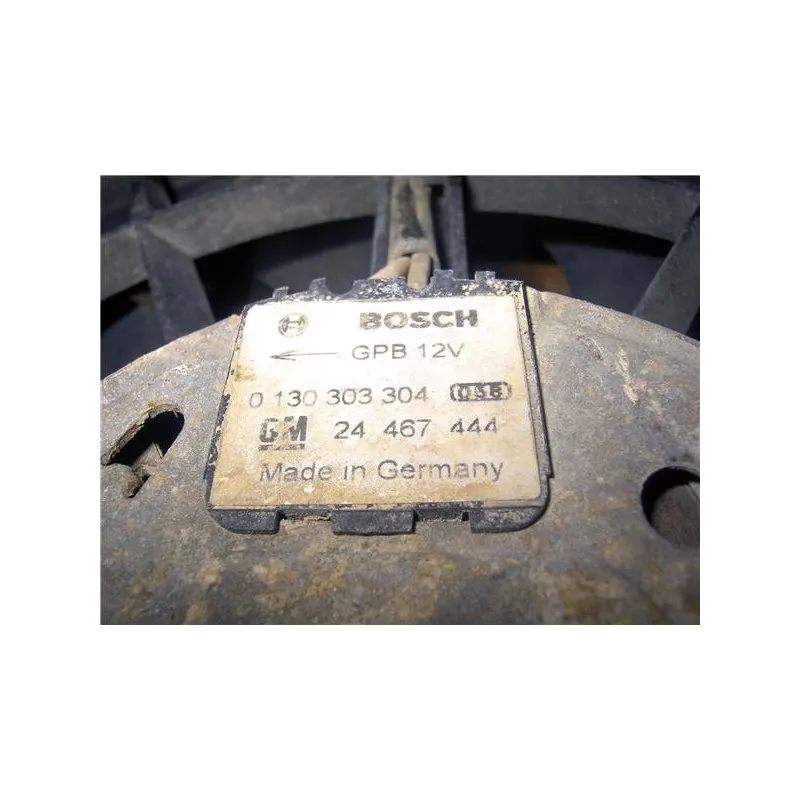 BOSCH
GPB 12V
0 130 303 304
GM 24 467 444
Made in Germany